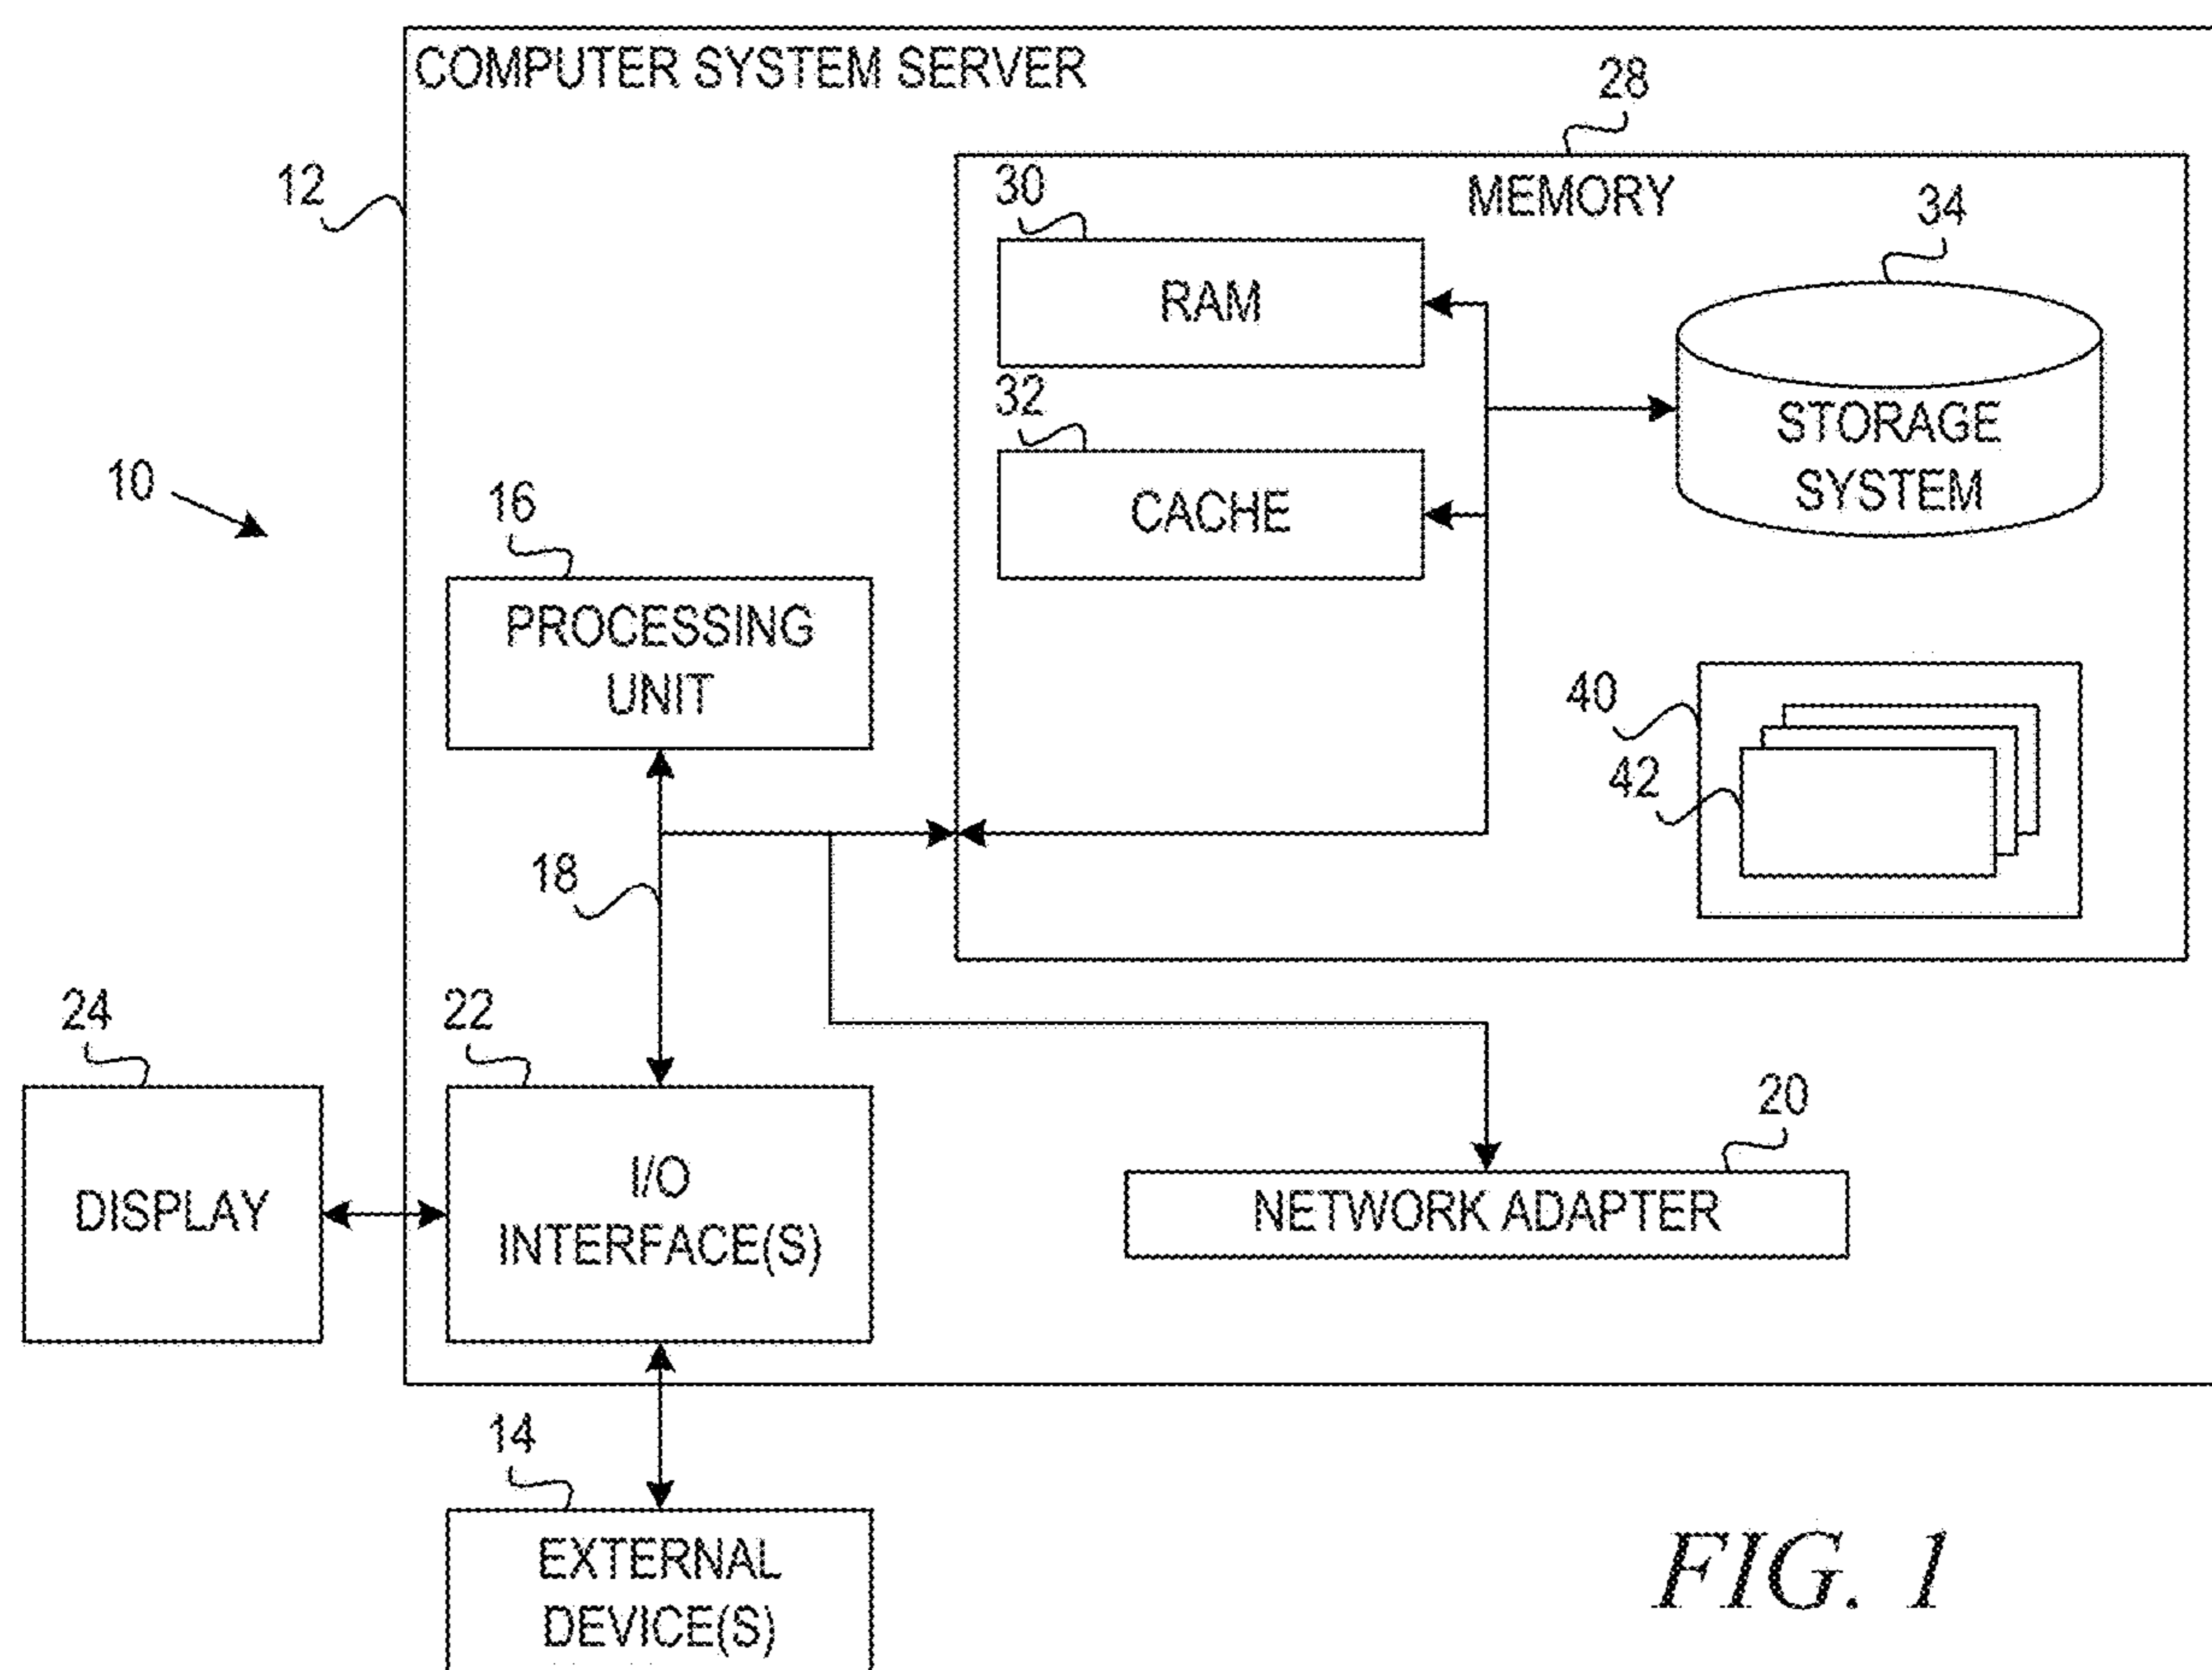 COMPUTER SYSTEM SERVER
28
12
30
MEMORY
34
RAM
32
STORAGE
SYSTEM
10
16
CACHE
PROCESSING
UNIT
40
42
18
24
22
20
DISPLAY
I/O
INTERFACE(S)
NETWORK ADAPTER
14
EXTERNAL
DEVICE(S)
FIG. 1